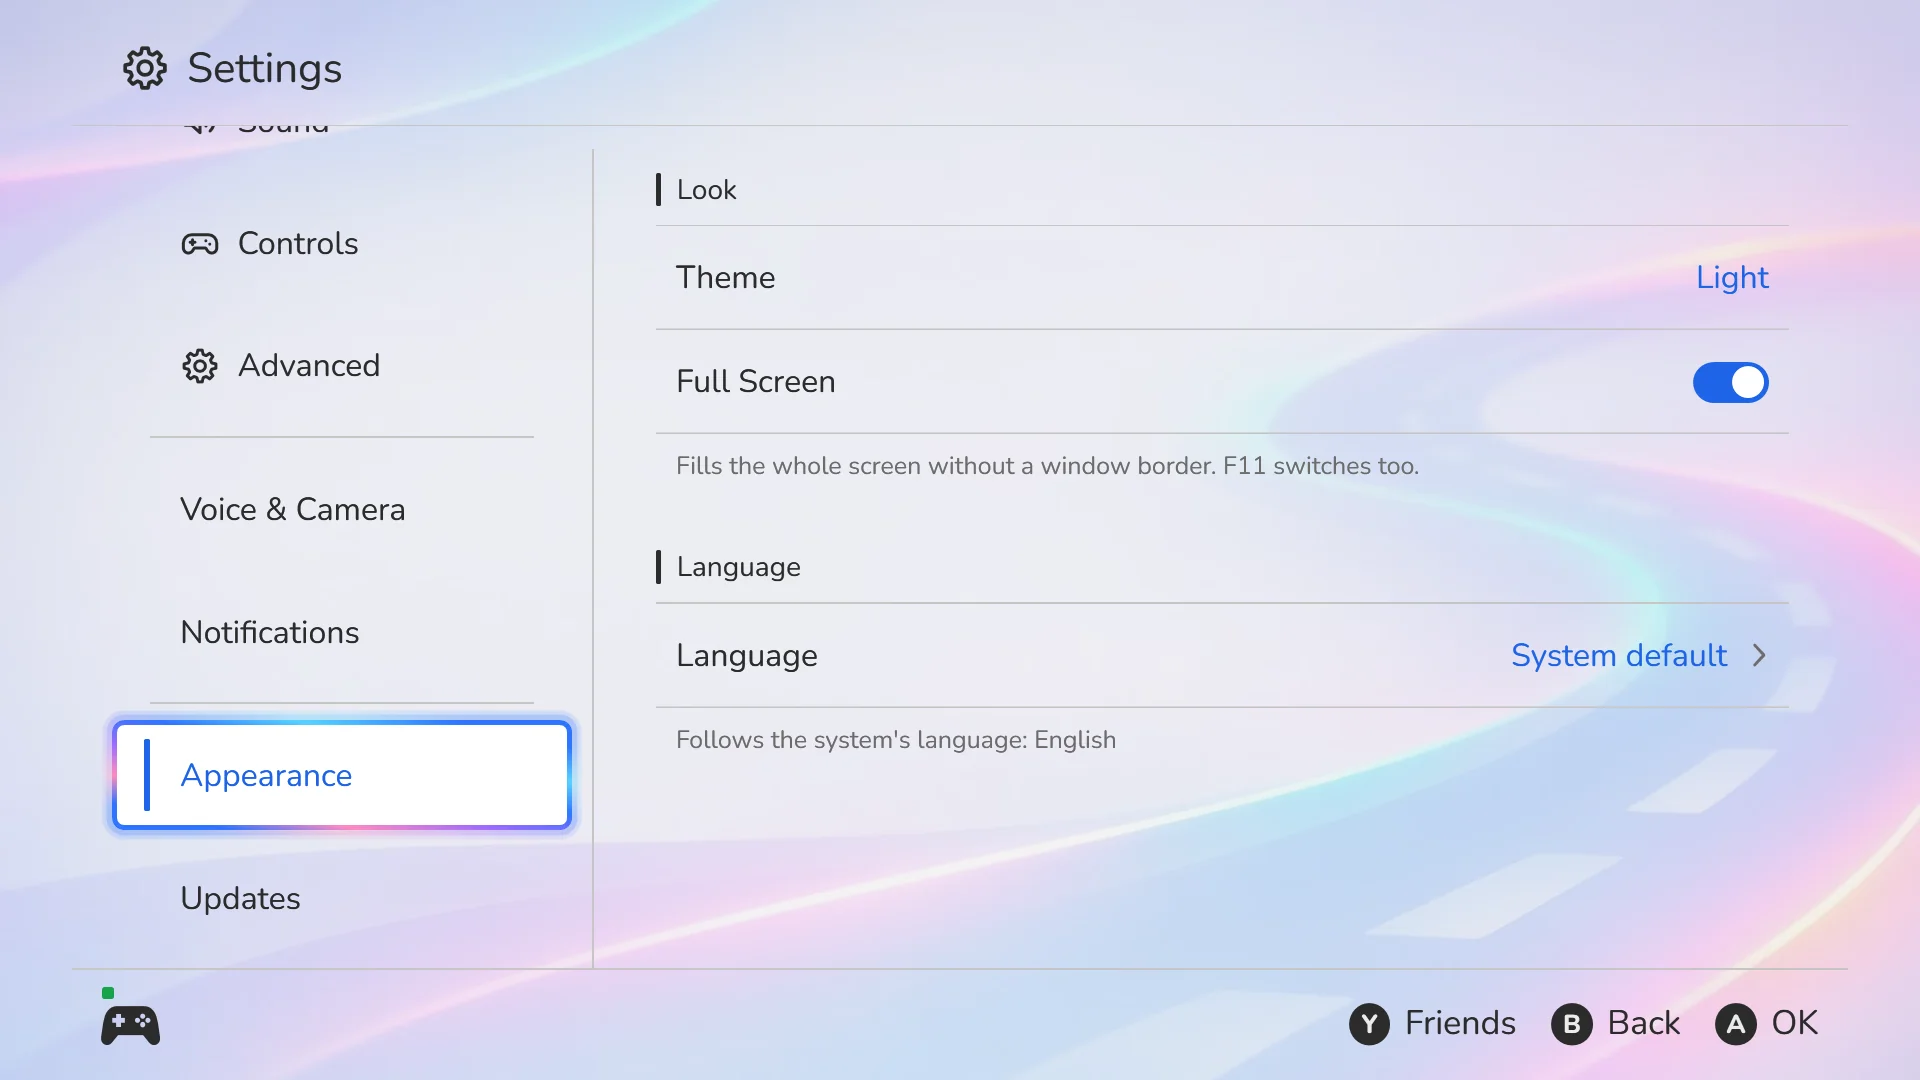 Settings
Sound
Controls
Advanced
Voice & Camera
Notifications
Appearance
Updates
Look
Theme
Light
Full Screen
Fills the whole screen without a window border. F11 switches too.
Language
Language
System default
Follows the system's language: English
Y Friends
B Back
A OK